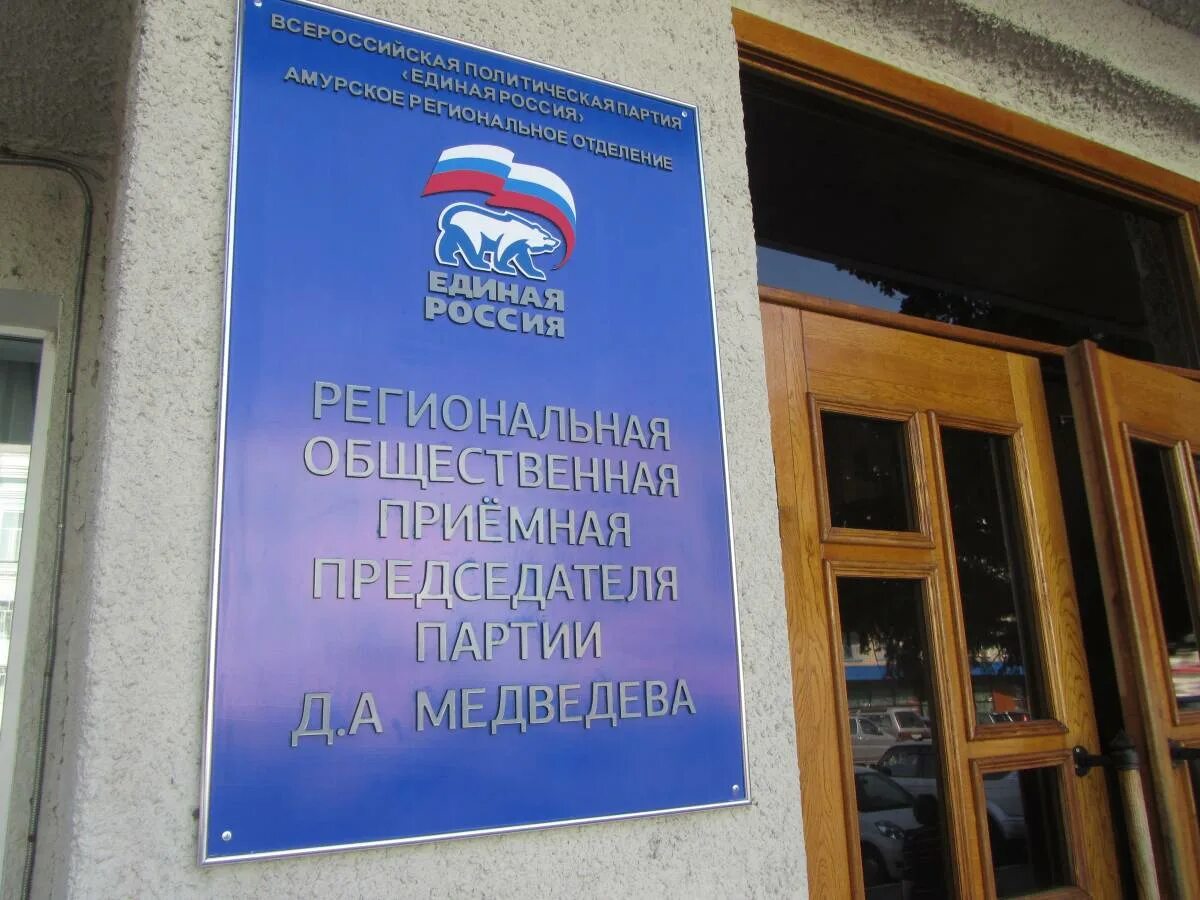 ВСЕРОССИЙСКАЯ ПОЛИТИЧЕСКАЯ ПАРТИЯ
‹ЕДИНАЯ РОССИЯ›
АМУРСКОЕ РЕГИОНАЛЬНОЕ ОТДЕЛЕНИЕ
ЕДИНАЯ
РОССИЯ
РЕГИОНАЛЬНАЯ
ОБЩЕСТВЕННАЯ
ПРИЁМНАЯ
ПРЕДСЕДАТЕЛЯ
ПАРТИИ
Д.А МЕДВЕДЕВА